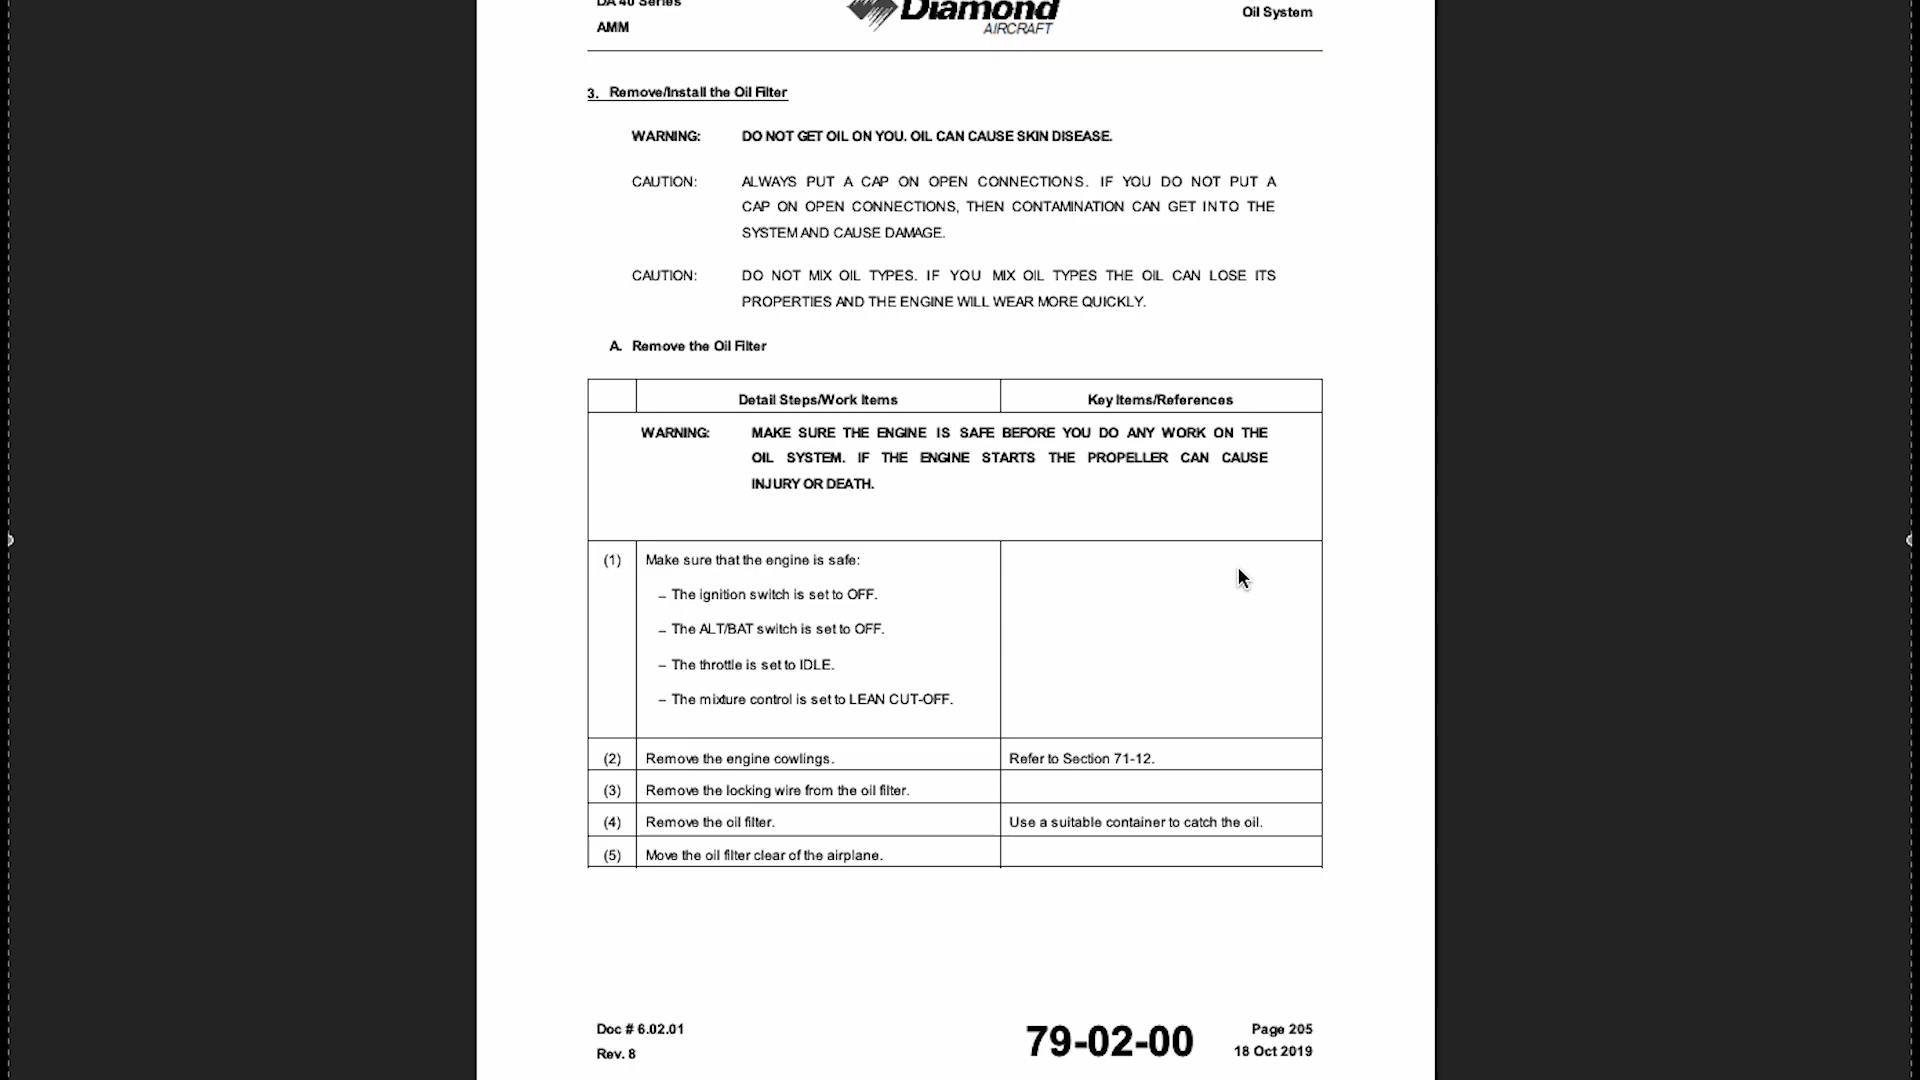 DA 40 Series
AMM
Diamond
AIRCRAFT
Oil System
3. Remove/Install the Oil Filter
WARNING: DO NOT GET OIL ON YOU. OIL CAN CAUSE SKIN DISEASE.
CAUTION: ALWAYS PUT A CAP ON OPEN CONNECTIONS. IF YOU DO NOT PUT A
CAP ON OPEN CONNECTIONS, THEN CONTAMINATION CAN GET INTO THE
SYSTEM AND CAUSE DAMAGE.
CAUTION: DO NOT MIX OIL TYPES. IF YOU MIX OIL TYPES THE OIL CAN LOSE ITS
PROPERTIES AND THE ENGINE WILL WEAR MORE QUICKLY.
A. Remove the Oil Filter
Detail Steps/Work Items Key Items/References
WARNING: MAKE SURE THE ENGINE IS SAFE BEFORE YOU DO ANY WORK ON THE
OIL SYSTEM. IF THE ENGINE STARTS THE PROPELLER CAN CAUSE
INJURY OR DEATH.
(1) Make sure that the engine is safe:
– The ignition switch is set to OFF.
– The ALT/BAT switch is set to OFF.
– The throttle is set to IDLE.
– The mixture control is set to LEAN CUT-OFF.
(2) Remove the engine cowlings. Refer to Section 71-12.
(3) Remove the locking wire from the oil filter.
(4) Remove the oil filter. Use a suitable container to catch the oil.
(5) Move the oil filter clear of the airplane.
Doc # 6.02.01
Rev. 8
79-02-00
Page 205
18 Oct 2019